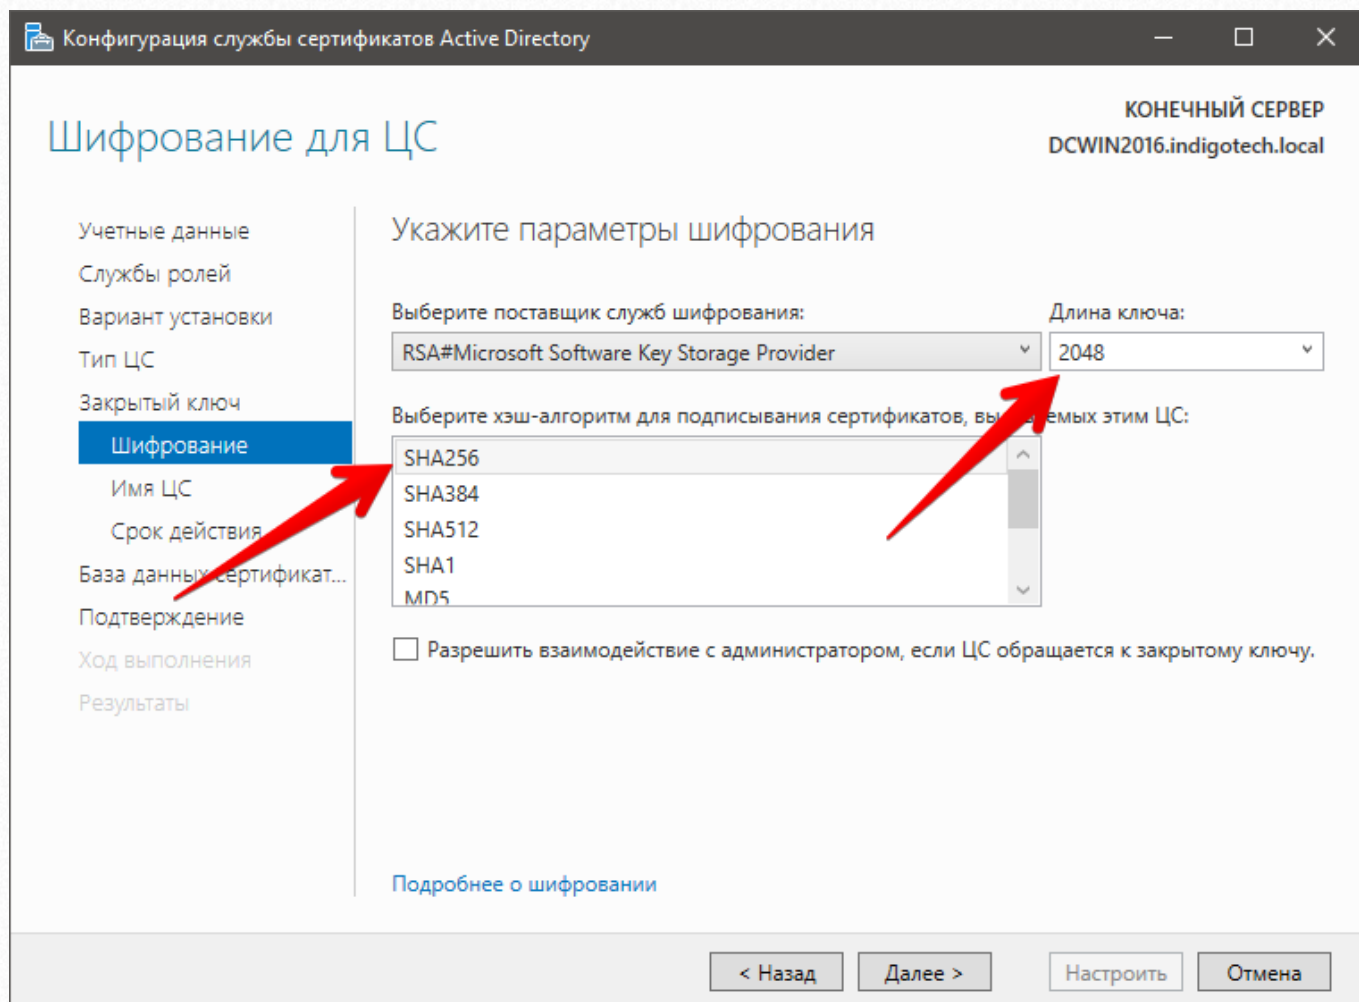 Конфигурация службы сертификатов Active Directory
Шифрование для ЦС
КОНЕЧНЫЙ СЕРВЕР
DCWIN2016.indigotech.local
Учетные данные
Службы ролей
Вариант установки
Тип ЦС
Закрытый ключ
Шифрование
Имя ЦС
Срок действия
База данных сертификат...
Подтверждение
Ход выполнения
Результаты
Укажите параметры шифрования
Выберите поставщик служб шифрования:
Длина ключа:
RSA#Microsoft Software Key Storage Provider
2048
Выберите хэш-алгоритм для подписывания сертификатов, выдаваемых этим ЦС:
SHA256
SHA384
SHA512
SHA1
MD5
Разрешить взаимодействие с администратором, если ЦС обращается к закрытому ключу.
Подробнее о шифровании
< Назад
Далее >
Настроить
Отмена